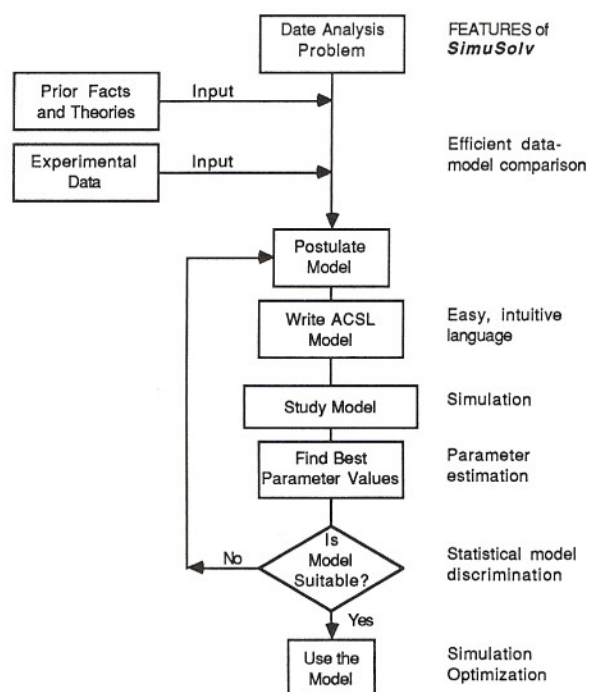 Date Analysis
Problem
FEATURES of
SimuSolv
Prior Facts
and Theories
Input
Experimental
Data
Input
Efficient data-
model comparison
Postulate
Model
Write ACSL
Model
Easy, intuitive
language
Study Model
Simulation
Find Best
Parameter Values
Parameter
estimation
Is
Model
Suitable?
No
Statistical model
discrimination
Yes
Use the
Model
Simulation
Optimization